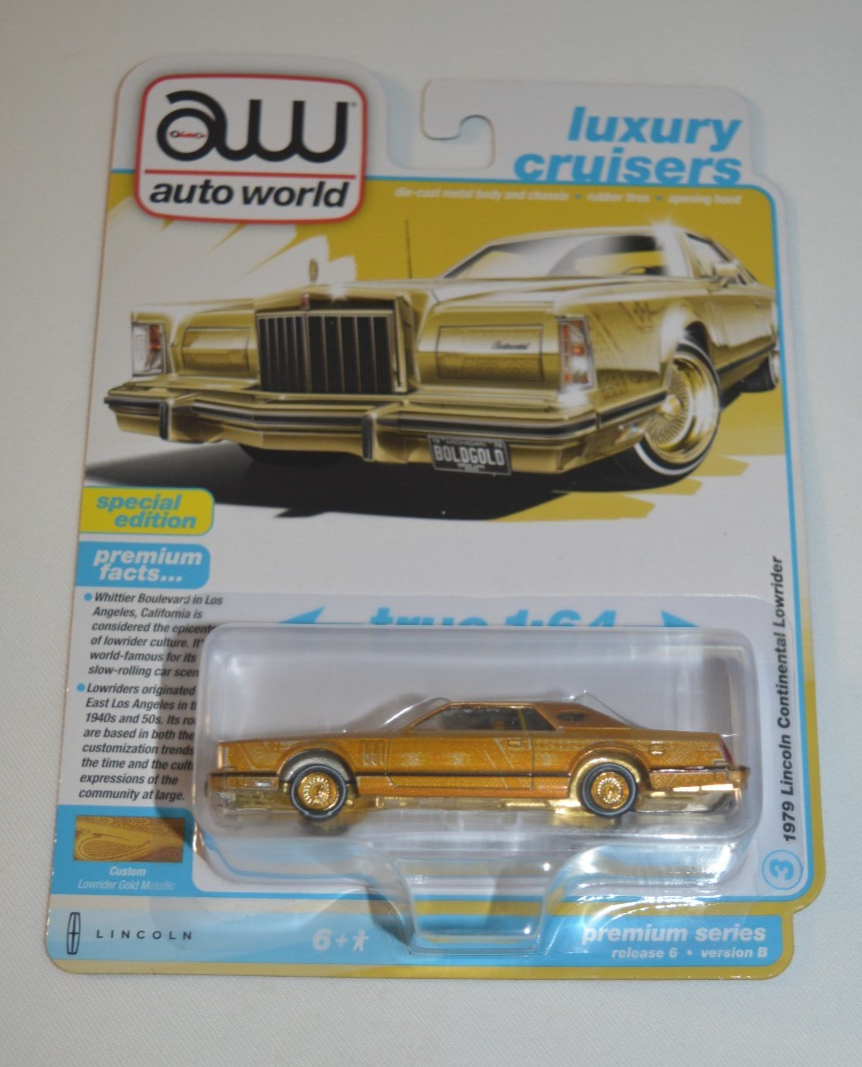 aw
auto world
luxury
cruisers
die-cast metal body and chassis • rubber tires • opening hood
Continental
BOLDGOLD
special
edition
premium
facts...
• Whittier Boulevard in Los
Angeles, California is
considered the epicent
of lowrider culture. It'
world-famous for its
slow-rolling car scen
• Lowriders originated
East Los Angeles in t
1940s and 50s. Its ro
are based in both the
customization trends
the time and the cult
expressions of the
community at large.
true 1:64
1979 Lincoln Continental Lowrider
3
Custom
Lowrider Gold Metallic
LINCOLN
6+
premium series
release 6 • version B